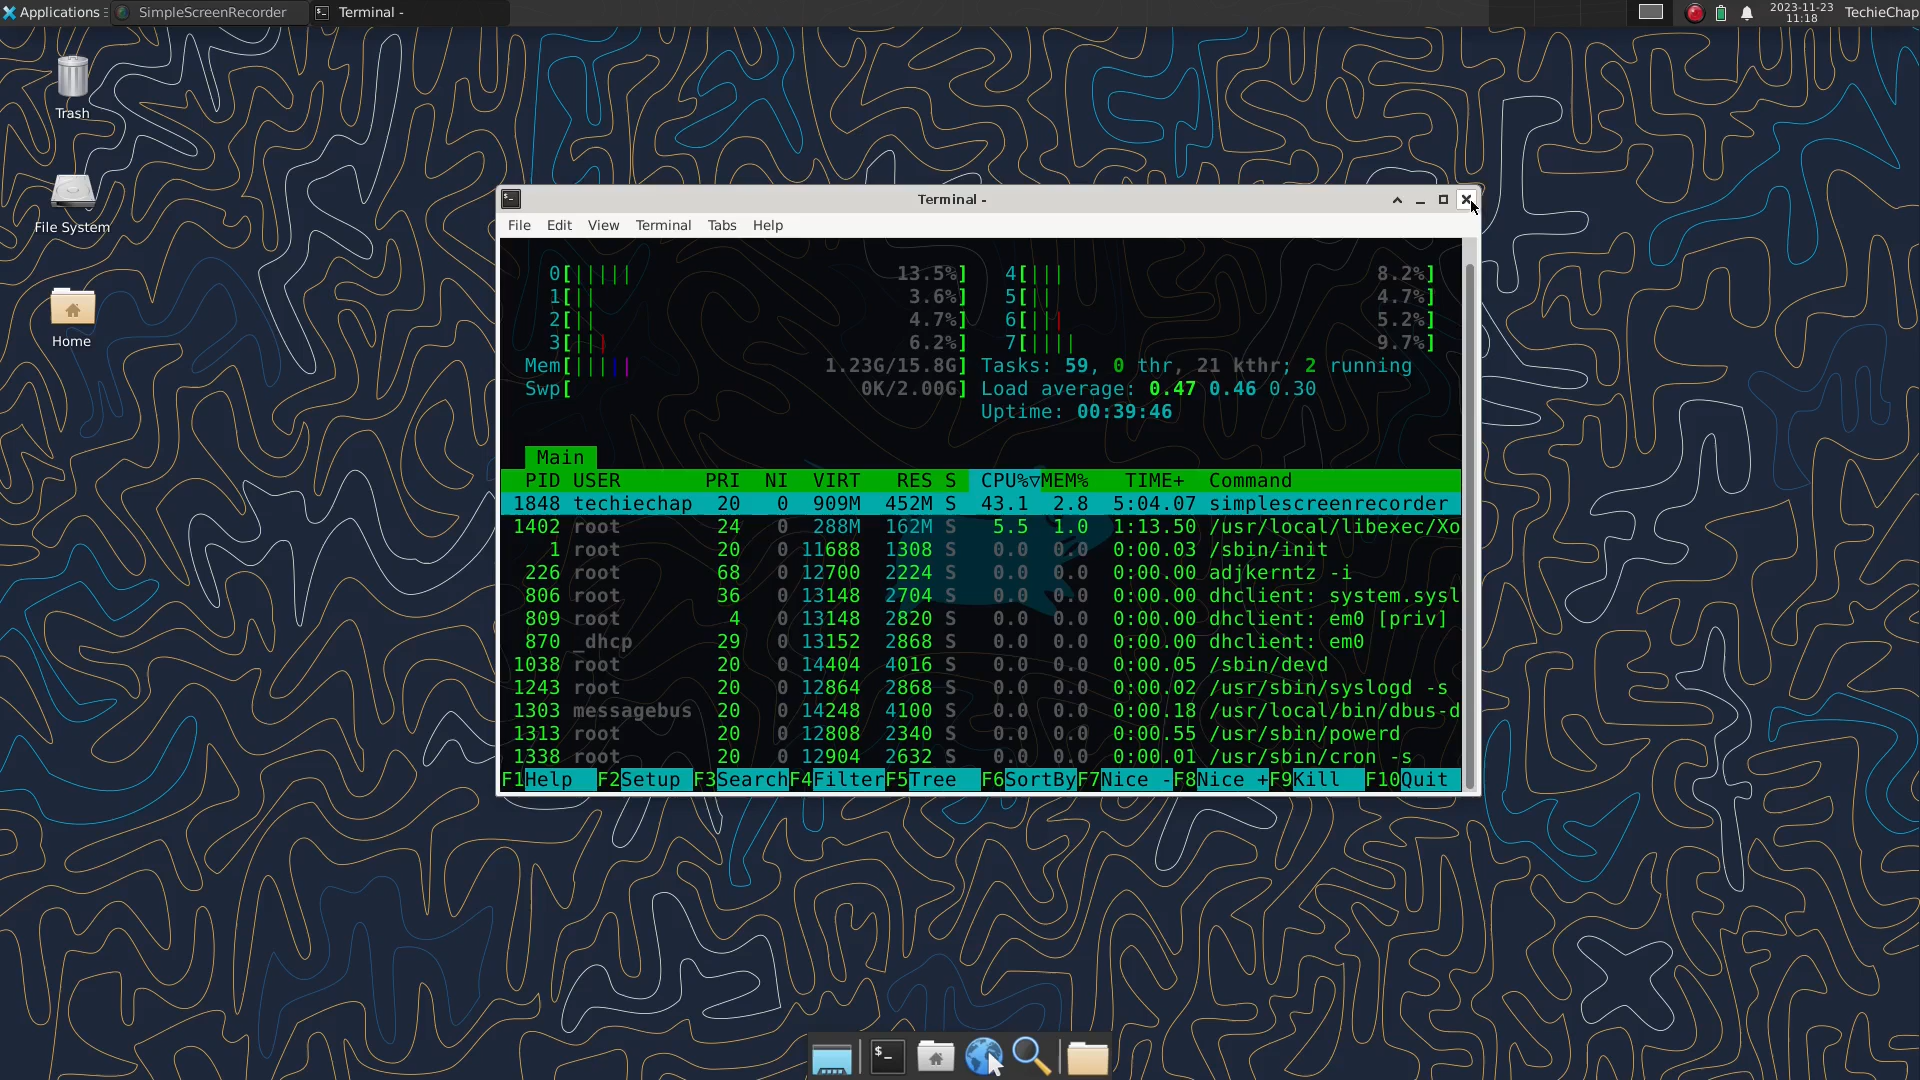 Applications
SimpleScreenRecorder
Terminal -
2023-11-23
11:18
TechieChap
Trash
File System
Home
Terminal -
File Edit View Terminal Tabs Help
0[||||| 13.5%] 4[||| 8.2%]
1[|| 3.6%] 5[|| 4.7%]
2[|| 4.7%] 6[||| 5.2%]
3[||| 6.2%] 7[|||| 9.7%]
Mem[||||| 1.23G/15.8G] Tasks: 59, 0 thr, 21 kthr; 2 running
Swp[ 0K/2.00G] Load average: 0.47 0.46 0.30
Uptime: 00:39:46
Main
PID USER PRI NI VIRT RES S CPU%▽MEM% TIME+ Command
1848 techiechap 20 0 909M 452M S 43.1 2.8 5:04.07 simplescreenrecorder
1402 root 24 0 288M 162M S 5.5 1.0 1:13.50 /usr/local/libexec/Xo
1 root 20 0 11688 1308 S 0.0 0.0 0:00.03 /sbin/init
226 root 68 0 12700 2224 S 0.0 0.0 0:00.00 adjkerntz -i
806 root 36 0 13148 2704 S 0.0 0.0 0:00.00 dhclient: system.sysl
809 root 4 0 13148 2820 S 0.0 0.0 0:00.00 dhclient: em0 [priv]
870 _dhcp 29 0 13152 2868 S 0.0 0.0 0:00.00 dhclient: em0
1038 root 20 0 14404 4016 S 0.0 0.0 0:00.05 /sbin/devd
1243 root 20 0 12864 2868 S 0.0 0.0 0:00.02 /usr/sbin/syslogd -s
1303 messagebus 20 0 14248 4100 S 0.0 0.0 0:00.18 /usr/local/bin/dbus-d
1313 root 20 0 12808 2340 S 0.0 0.0 0:00.55 /usr/sbin/powerd
1338 root 20 0 12904 2632 S 0.0 0.0 0:00.01 /usr/sbin/cron -s
F1Help F2Setup F3SearchF4FilterF5Tree F6SortByF7Nice -F8Nice +F9Kill F10Quit